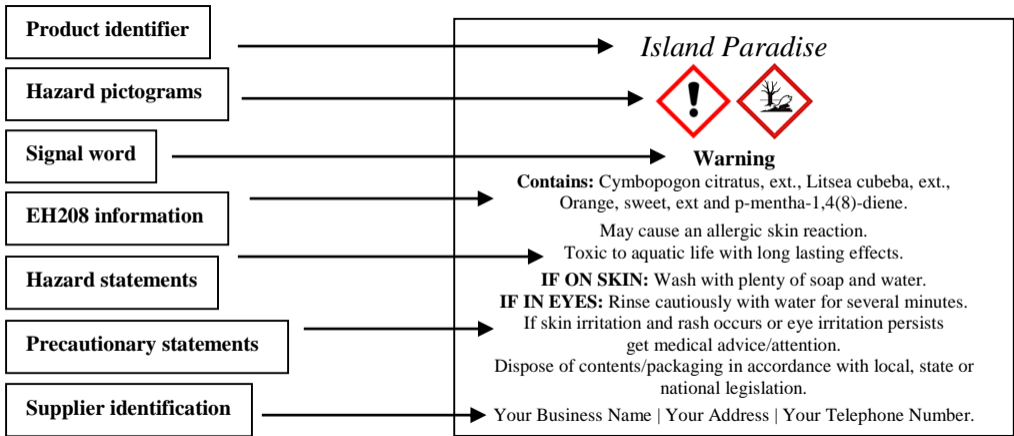 Product identifier
Hazard pictograms
Signal word
EH208 information
Hazard statements
Precautionary statements
Supplier identification
Island Paradise
Warning
Contains: Cymbopogon citratus, ext., Litsea cubeba, ext.,
Orange, sweet, ext and p-mentha-1,4(8)-diene.
May cause an allergic skin reaction.
Toxic to aquatic life with long lasting effects.
IF ON SKIN: Wash with plenty of soap and water.
IF IN EYES: Rinse cautiously with water for several minutes.
If skin irritation and rash occurs or eye irritation persists
get medical advice/attention.
Dispose of contents/packaging in accordance with local, state or
national legislation.
Your Business Name | Your Address | Your Telephone Number.